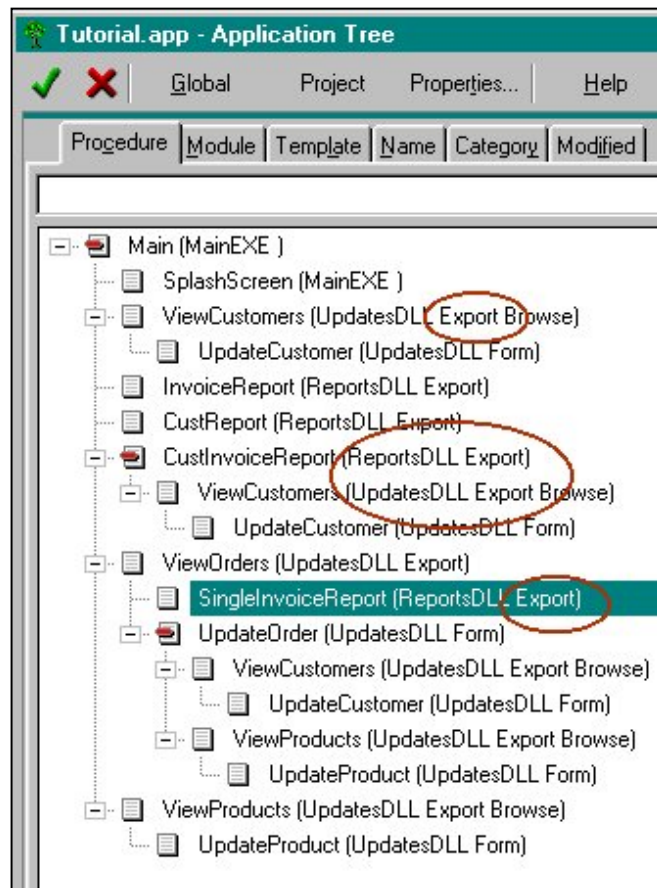 Tutorial.app - Application Tree
Global Project Properties... Help
Procedure Module Template Name Category Modified
Main (MainEXE )
SplashScreen (MainEXE )
ViewCustomers (UpdatesDLL Export Browse)
UpdateCustomer (UpdatesDLL Form)
InvoiceReport (ReportsDLL Export)
CustReport (ReportsDLL Export)
CustInvoiceReport (ReportsDLL Export)
ViewCustomers (UpdatesDLL Export Browse)
UpdateCustomer (UpdatesDLL Form)
ViewOrders (UpdatesDLL Export)
SingleInvoiceReport (ReportsDLL Export)
UpdateOrder (UpdatesDLL Form)
ViewCustomers (UpdatesDLL Export Browse)
UpdateCustomer (UpdatesDLL Form)
ViewProducts (UpdatesDLL Export Browse)
UpdateProduct (UpdatesDLL Form)
ViewProducts (UpdatesDLL Export Browse)
UpdateProduct (UpdatesDLL Form)